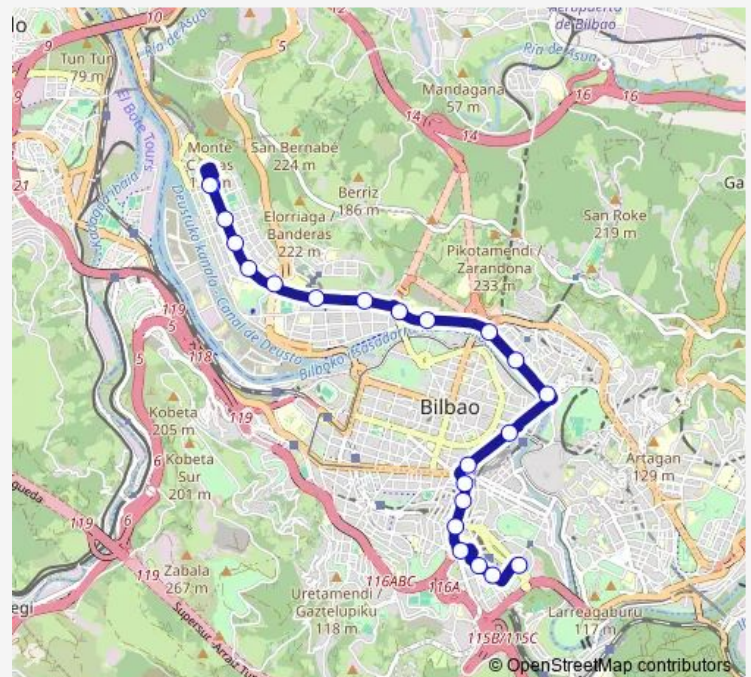 10
9
5
Tun Tun
79 m
Ría de Asua
de Bilbao
Ría de Asua
Mandagana
57 m
16
16
14
14
El Bote Tours
9
21
Monte
San Bernabé
224 m
Berriz
186 m
Elorriaga /
Banderas
222 m
San Roke
219 m
Pikotamendi /
Zarandona
233 m
Deustuko kanala - Canal de Deusto
119
5
5
118
119
Bilbao
Kobeta
205 m
Kobeta
Sur
201 m
6
Artagan
129 m
119
6
119
Zabala
267 m
116ABC
116A
Uretamendi /
Gaztelupiku
118 m
Larreagaburu
117 m
115B/115C
© OpenStreetMap contributors